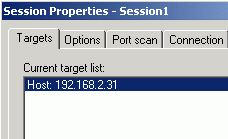 Session Properties - Session1
Targets Options Port scan Connection
Current target list:
Host: 192.168.2.31